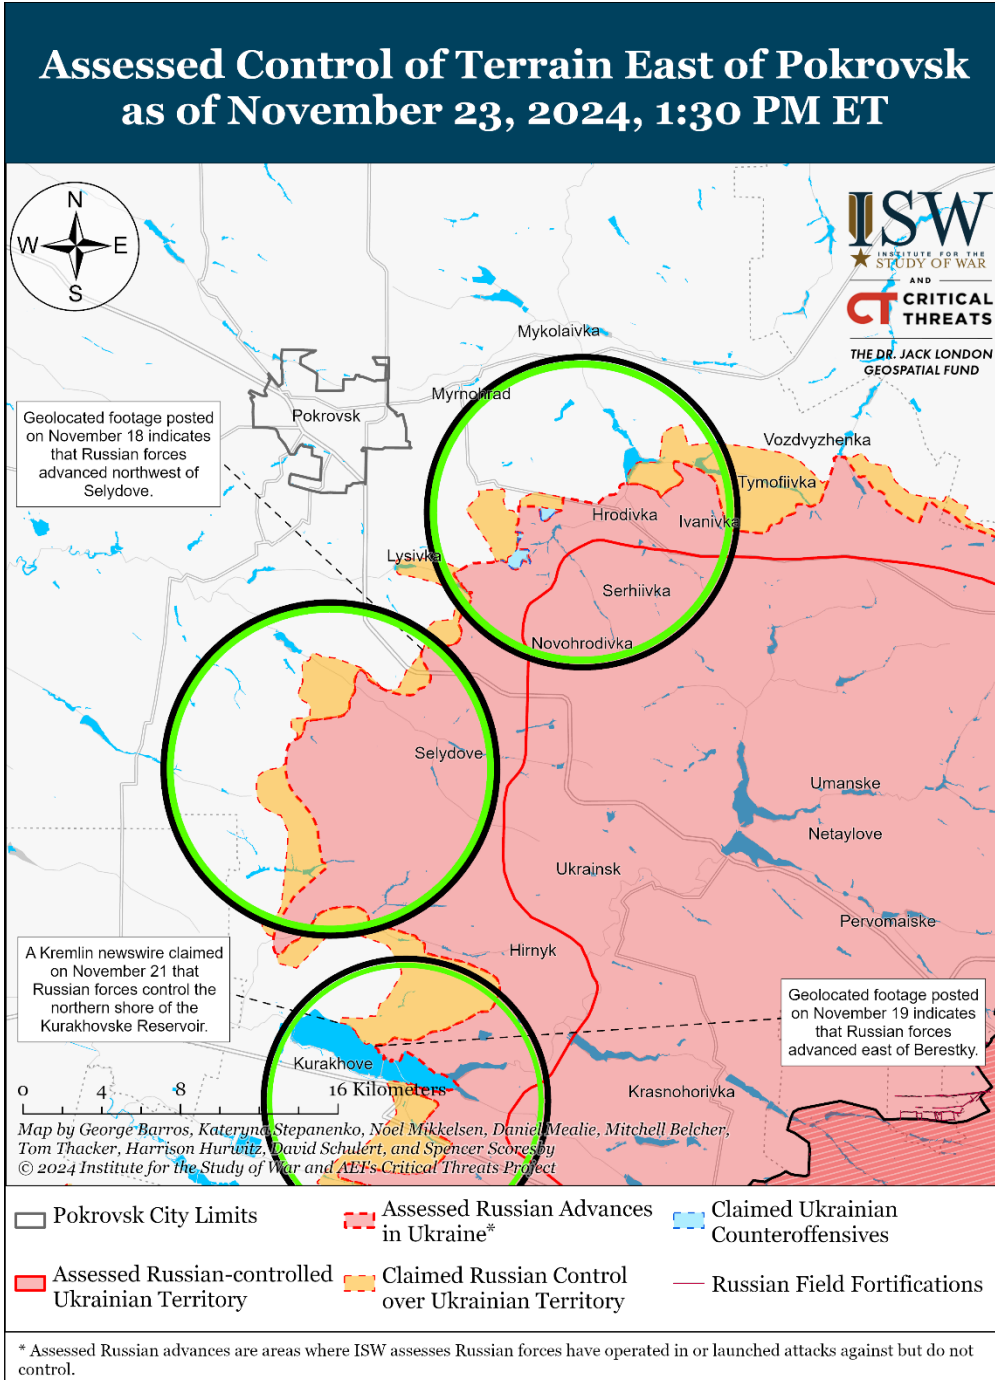 Assessed Control of Terrain East of Pokrovsk
as of November 23, 2024, 1:30 PM ET
N
W
E
S
ISW
INSTITUTE FOR THE
STUDY OF WAR
AND
CT CRITICAL
THREATS
THE DR. JACK LONDON
GEOSPATIAL FUND
Mykolaivka
Myrnohrad
Pokrovsk
Geolocated footage posted
on November 18 indicates
that Russian forces
advanced northwest of
Selydove.
Vozdvyzhenka
Tymofiivka
Hrodivka
Ivanivka
Lysivka
Serhiivka
Novohrodivka
Selydove
Umanske
Netaylove
Ukrainsk
Pervomaiske
Hirnyk
A Kremlin newswire claimed
on November 21 that
Russian forces control the
northern shore of the
Kurakhovske Reservoir.
Geolocated footage posted
on November 19 indicates
that Russian forces
advanced east of Berestky.
Kurakhove
Krasnohorivka
0 4 8 16 Kilometers
Map by George Barros, Kateryna Stepanenko, Noel Mikkelsen, Daniel Mealie, Mitchell Belcher,
Tom Thacker, Harrison Hurwitz, David Schulert, and Spencer Scoresby
© 2024 Institute for the Study of War and AEI's Critical Threats Project
Pokrovsk City Limits
Assessed Russian Advances
in Ukraine*
Claimed Ukrainian
Counteroffensives
Assessed Russian-controlled
Ukrainian Territory
Claimed Russian Control
over Ukrainian Territory
Russian Field Fortifications
* Assessed Russian advances are areas where ISW assesses Russian forces have operated in or launched attacks against but do not
control.